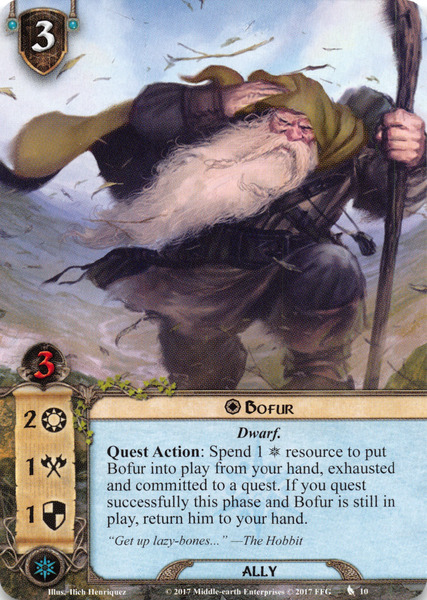 3
3
2
1
1
Bofur
Dwarf.
Quest Action: Spend 1 resource to put
Bofur into play from your hand, exhausted
and committed to a quest. If you quest
successfully this phase and Bofur is still in
play, return him to your hand.
“Get up lazy-bones...” —The Hobbit
ALLY
Illus. Ilich Henriquez © 2017 Middle-earth Enterprises © 2017 FFG 10